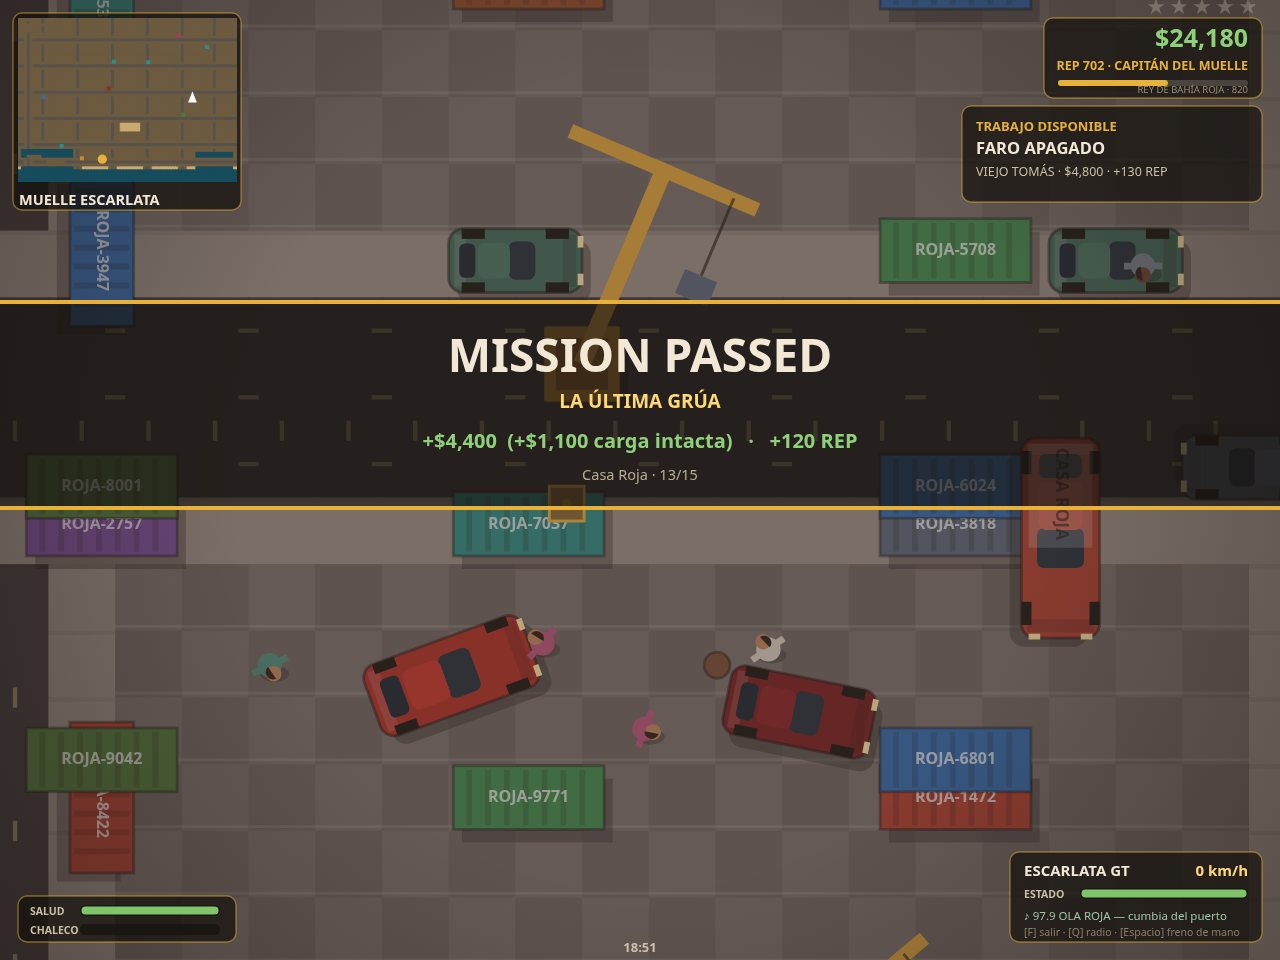 53
MUELLE ESCARLATA
$24,180
REP 702 · CAPITÁN DEL MUELLE
REY DE BAHÍA ROJA · 820
TRABAJO DISPONIBLE
FARO APAGADO
VIEJO TOMÁS · $4,800 · +130 REP
ROJA-3947
ROJA-5708
MISSION PASSED
LA ÚLTIMA GRÚA
+$4,400 (+$1,100 carga intacta) · +120 REP
Casa Roja · 13/15
ROJA-8001
ROJA-2757
ROJA-7037
ROJA-6024
ROJA-3818
CASA ROJA
ROJA-9042
A-8422
ROJA-9771
ROJA-6801
ROJA-1472
SALUD
CHALECO
18:51
ESCARLATA GT 0 km/h
ESTADO
♪ 97.9 OLA ROJA — cumbia del puerto
[F] salir · [Q] radio · [Espacio] freno de mano